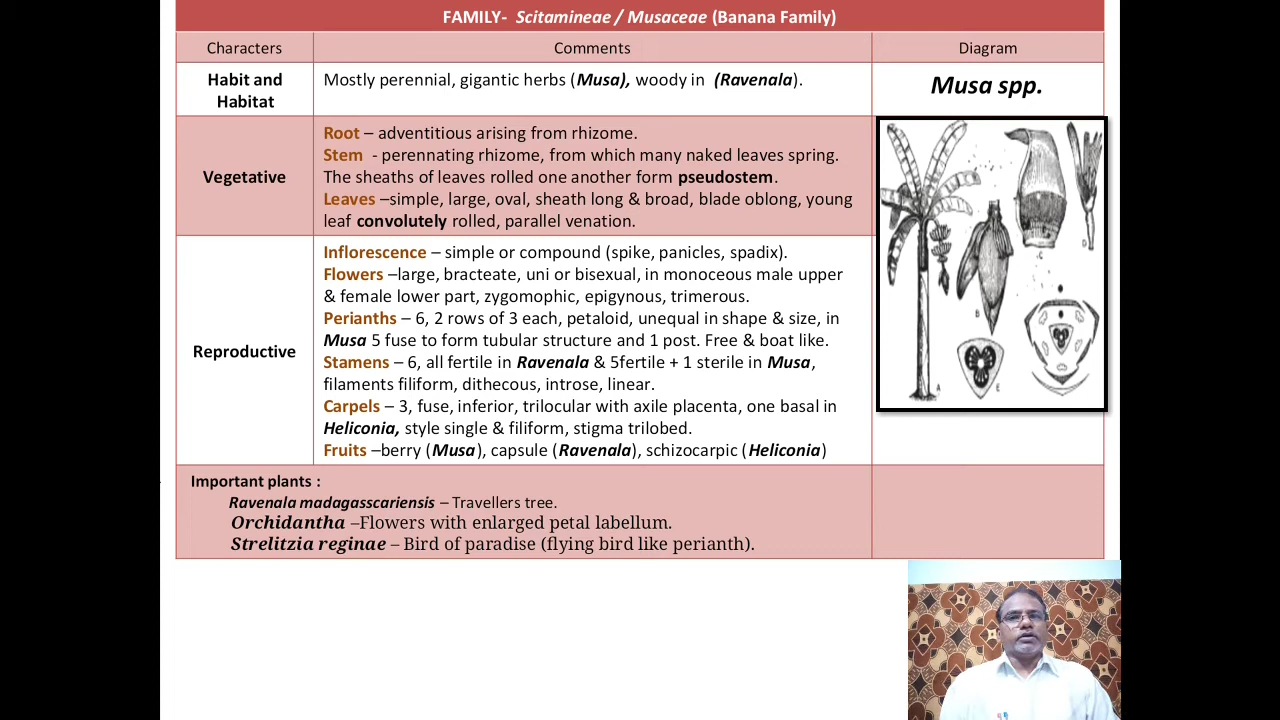 FAMILY- Scitamineae / Musaceae (Banana Family)
Characters
Comments
Diagram
Habit and
Habitat
Mostly perennial, gigantic herbs (Musa), woody in (Ravenala).
Musa spp.
Vegetative
Root – adventitious arising from rhizome.
Stem - perennating rhizome, from which many naked leaves spring.
The sheaths of leaves rolled one another form pseudostem.
Leaves –simple, large, oval, sheath long & broad, blade oblong, young
leaf convolutely rolled, parallel venation.
Reproductive
Inflorescence – simple or compound (spike, panicles, spadix).
Flowers –large, bracteate, uni or bisexual, in monoceous male upper
& female lower part, zygomophic, epigynous, trimerous.
Perianths – 6, 2 rows of 3 each, petaloid, unequal in shape & size, in
Musa 5 fuse to form tubular structure and 1 post. Free & boat like.
Stamens – 6, all fertile in Ravenala & 5fertile + 1 sterile in Musa,
filaments filiform, dithecous, introse, linear.
Carpels – 3, fuse, inferior, trilocular with axile placenta, one basal in
Heliconia, style single & filiform, stigma trilobed.
Fruits –berry (Musa), capsule (Ravenala), schizocarpic (Heliconia)
A
B
C
D
E
Important plants :
Ravenala madagasscariensis – Travellers tree.
Orchidantha –Flowers with enlarged petal labellum.
Strelitzia reginae – Bird of paradise (flying bird like perianth).